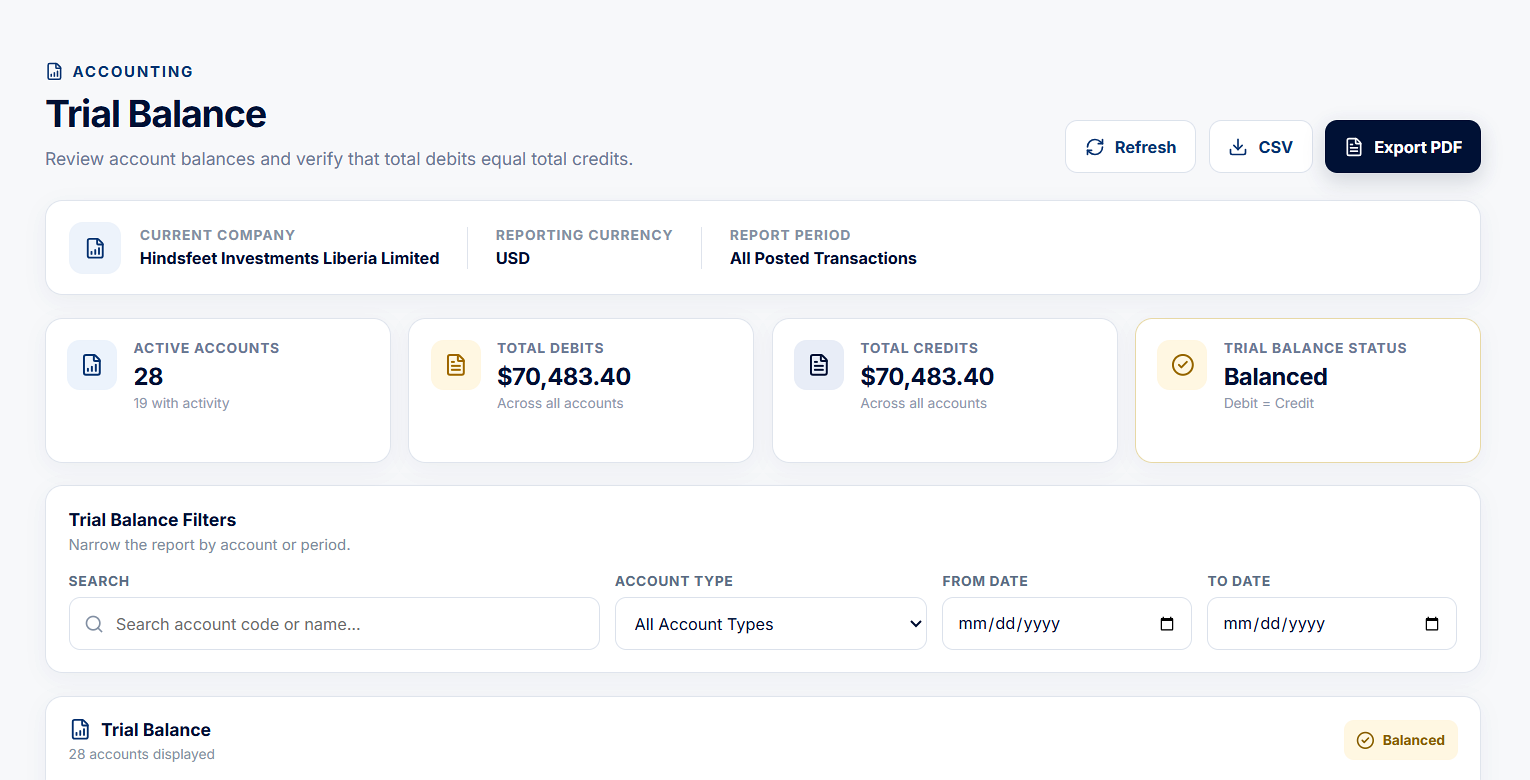 ACCOUNTING
Trial Balance
Review account balances and verify that total debits equal total credits.
Refresh
CSV
Export PDF
CURRENT COMPANY
Hindsfeet Investments Liberia Limited
REPORTING CURRENCY
USD
REPORT PERIOD
All Posted Transactions
ACTIVE ACCOUNTS
28
19 with activity
TOTAL DEBITS
$70,483.40
Across all accounts
TOTAL CREDITS
$70,483.40
Across all accounts
TRIAL BALANCE STATUS
Balanced
Debit = Credit
Trial Balance Filters
Narrow the report by account or period.
SEARCH
Search account code or name...
ACCOUNT TYPE
All Account Types
FROM DATE
mm/dd/yyyy
TO DATE
mm/dd/yyyy
Trial Balance
28 accounts displayed
Balanced